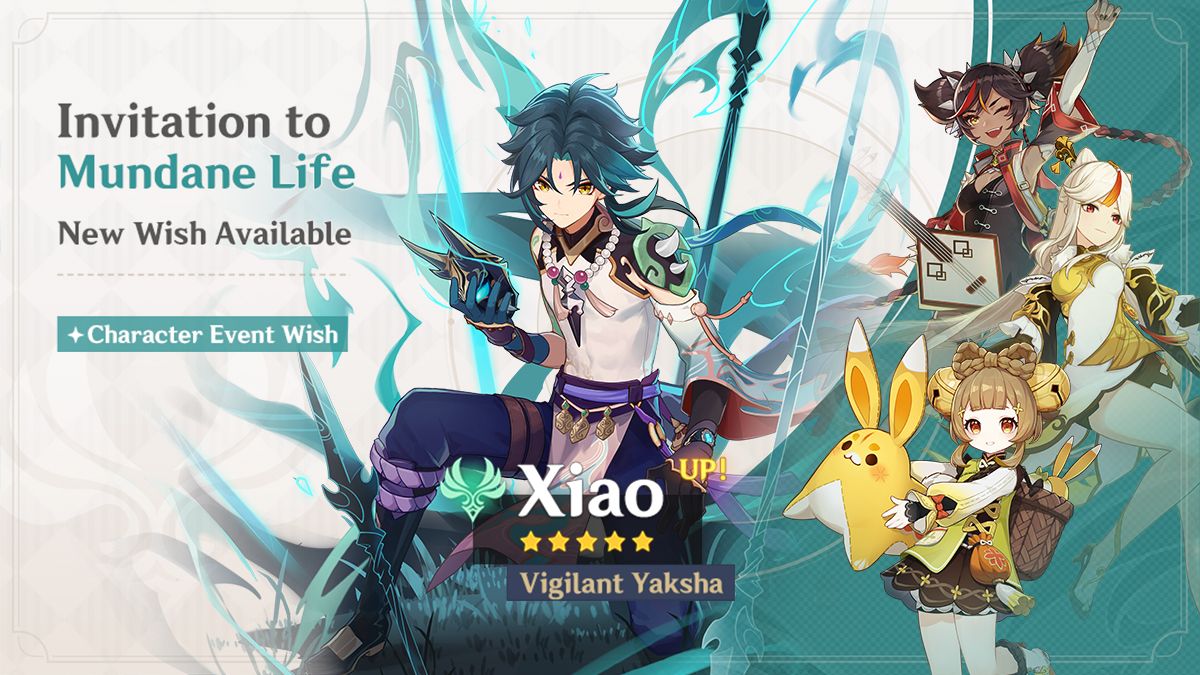 Invitation to
Mundane Life
New Wish Available
Character Event Wish
Xiao
UP!
Vigilant Yaksha